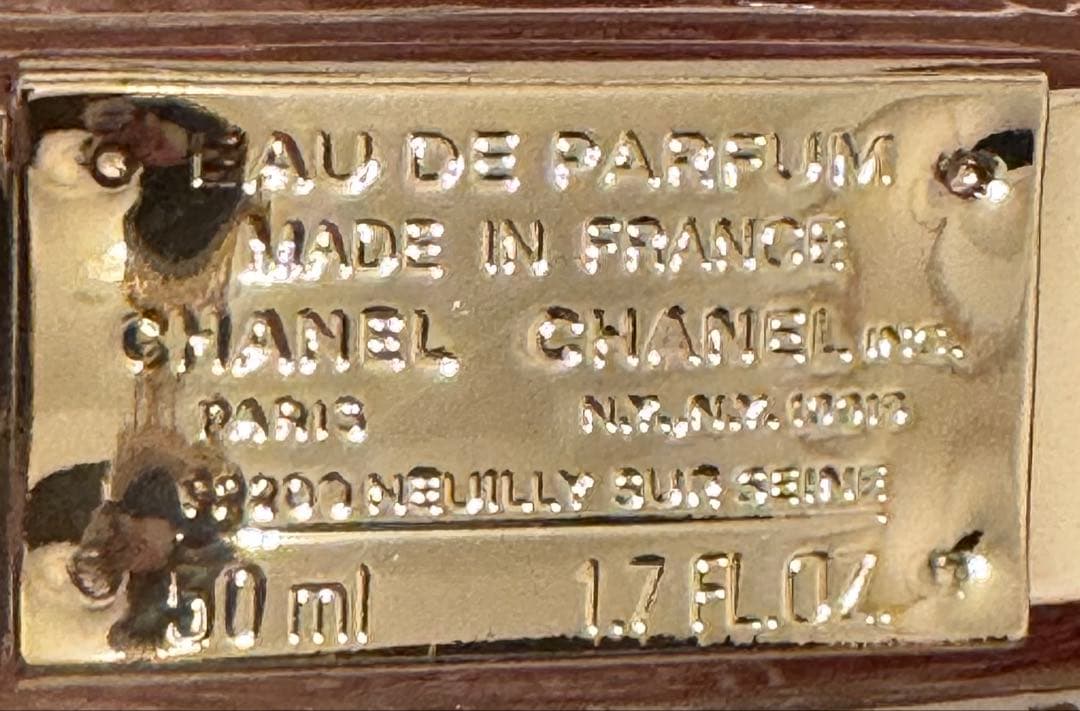 EAU DE PARFUM
MADE IN FRANCE
CHANEL CHANEL INC.
PARIS N.Y., N.Y.
92200 NEUILLY SUR SEINE
50 ml 1.7 FL.OZ.